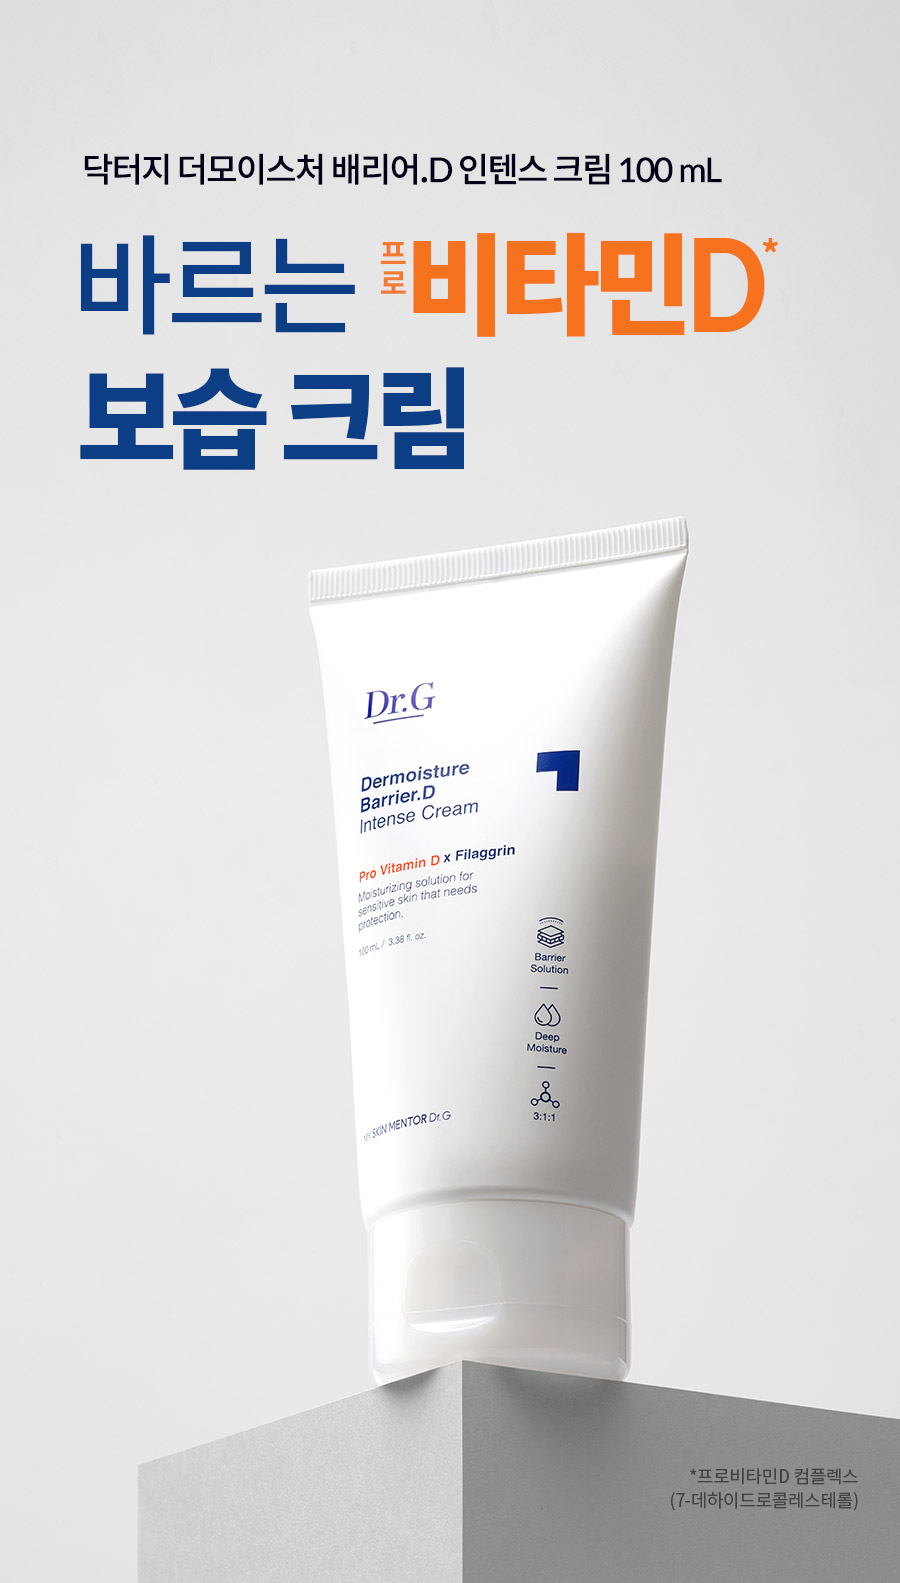 닥터지 더모이스처 배리어.D 인텐스 크림 100 mL
바르는 프로비타민D*
보습 크림
Dr.G
Dermoisture
Barrier.D
Intense Cream
Pro Vitamin D x Filaggrin
Moisturizing solution for
sensitive skin that needs
protection.
100 mL / 3.38 fl. oz.
Barrier
Solution
Deep
Moisture
3:1:1
MY SKIN MENTOR Dr.G
*프로비타민D 컴플렉스
(7-데하이드로콜레스테롤)